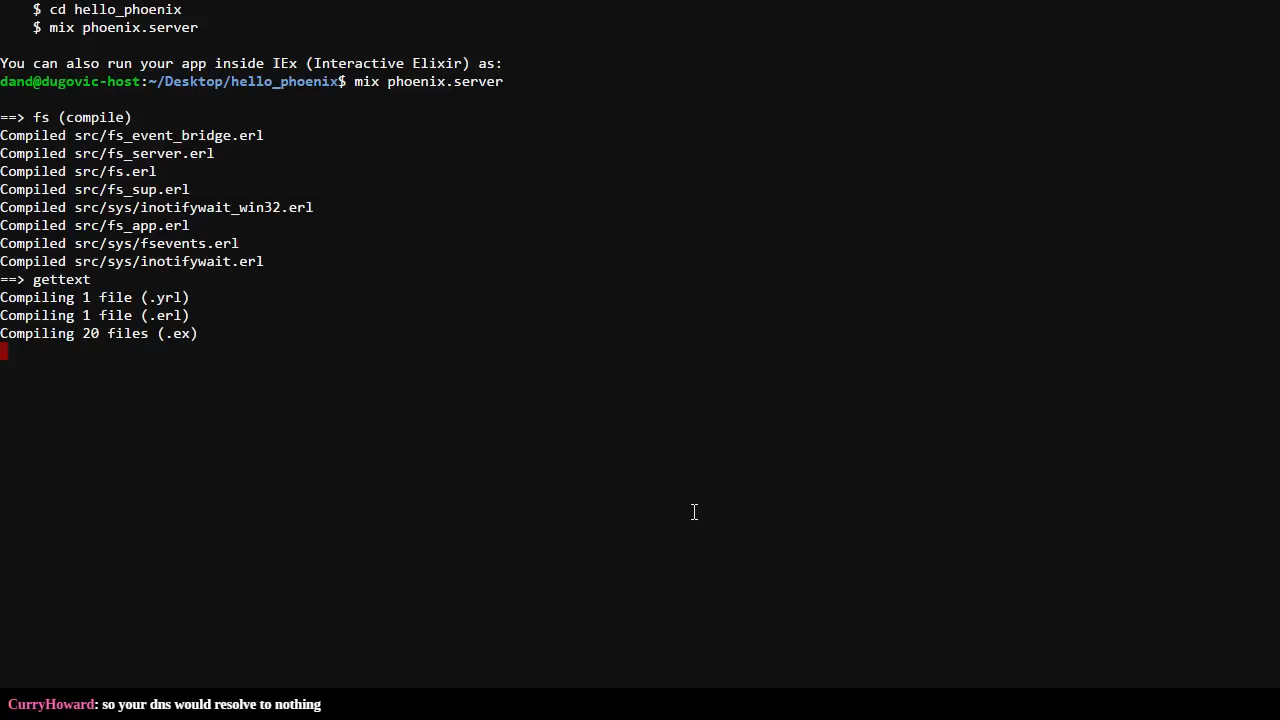 $ cd hello_phoenix
$ mix phoenix.server
You can also run your app inside IEx (Interactive Elixir) as:
dand@dugovic-host:~/Desktop/hello_phoenix$ mix phoenix.server
==> fs (compile)
Compiled src/fs_event_bridge.erl
Compiled src/fs_server.erl
Compiled src/fs.erl
Compiled src/fs_sup.erl
Compiled src/sys/inotifywait_win32.erl
Compiled src/fs_app.erl
Compiled src/sys/fsevents.erl
Compiled src/sys/inotifywait.erl
==> gettext
Compiling 1 file (.yrl)
Compiling 1 file (.erl)
Compiling 20 files (.ex)
CurryHoward: so your dns would resolve to nothing